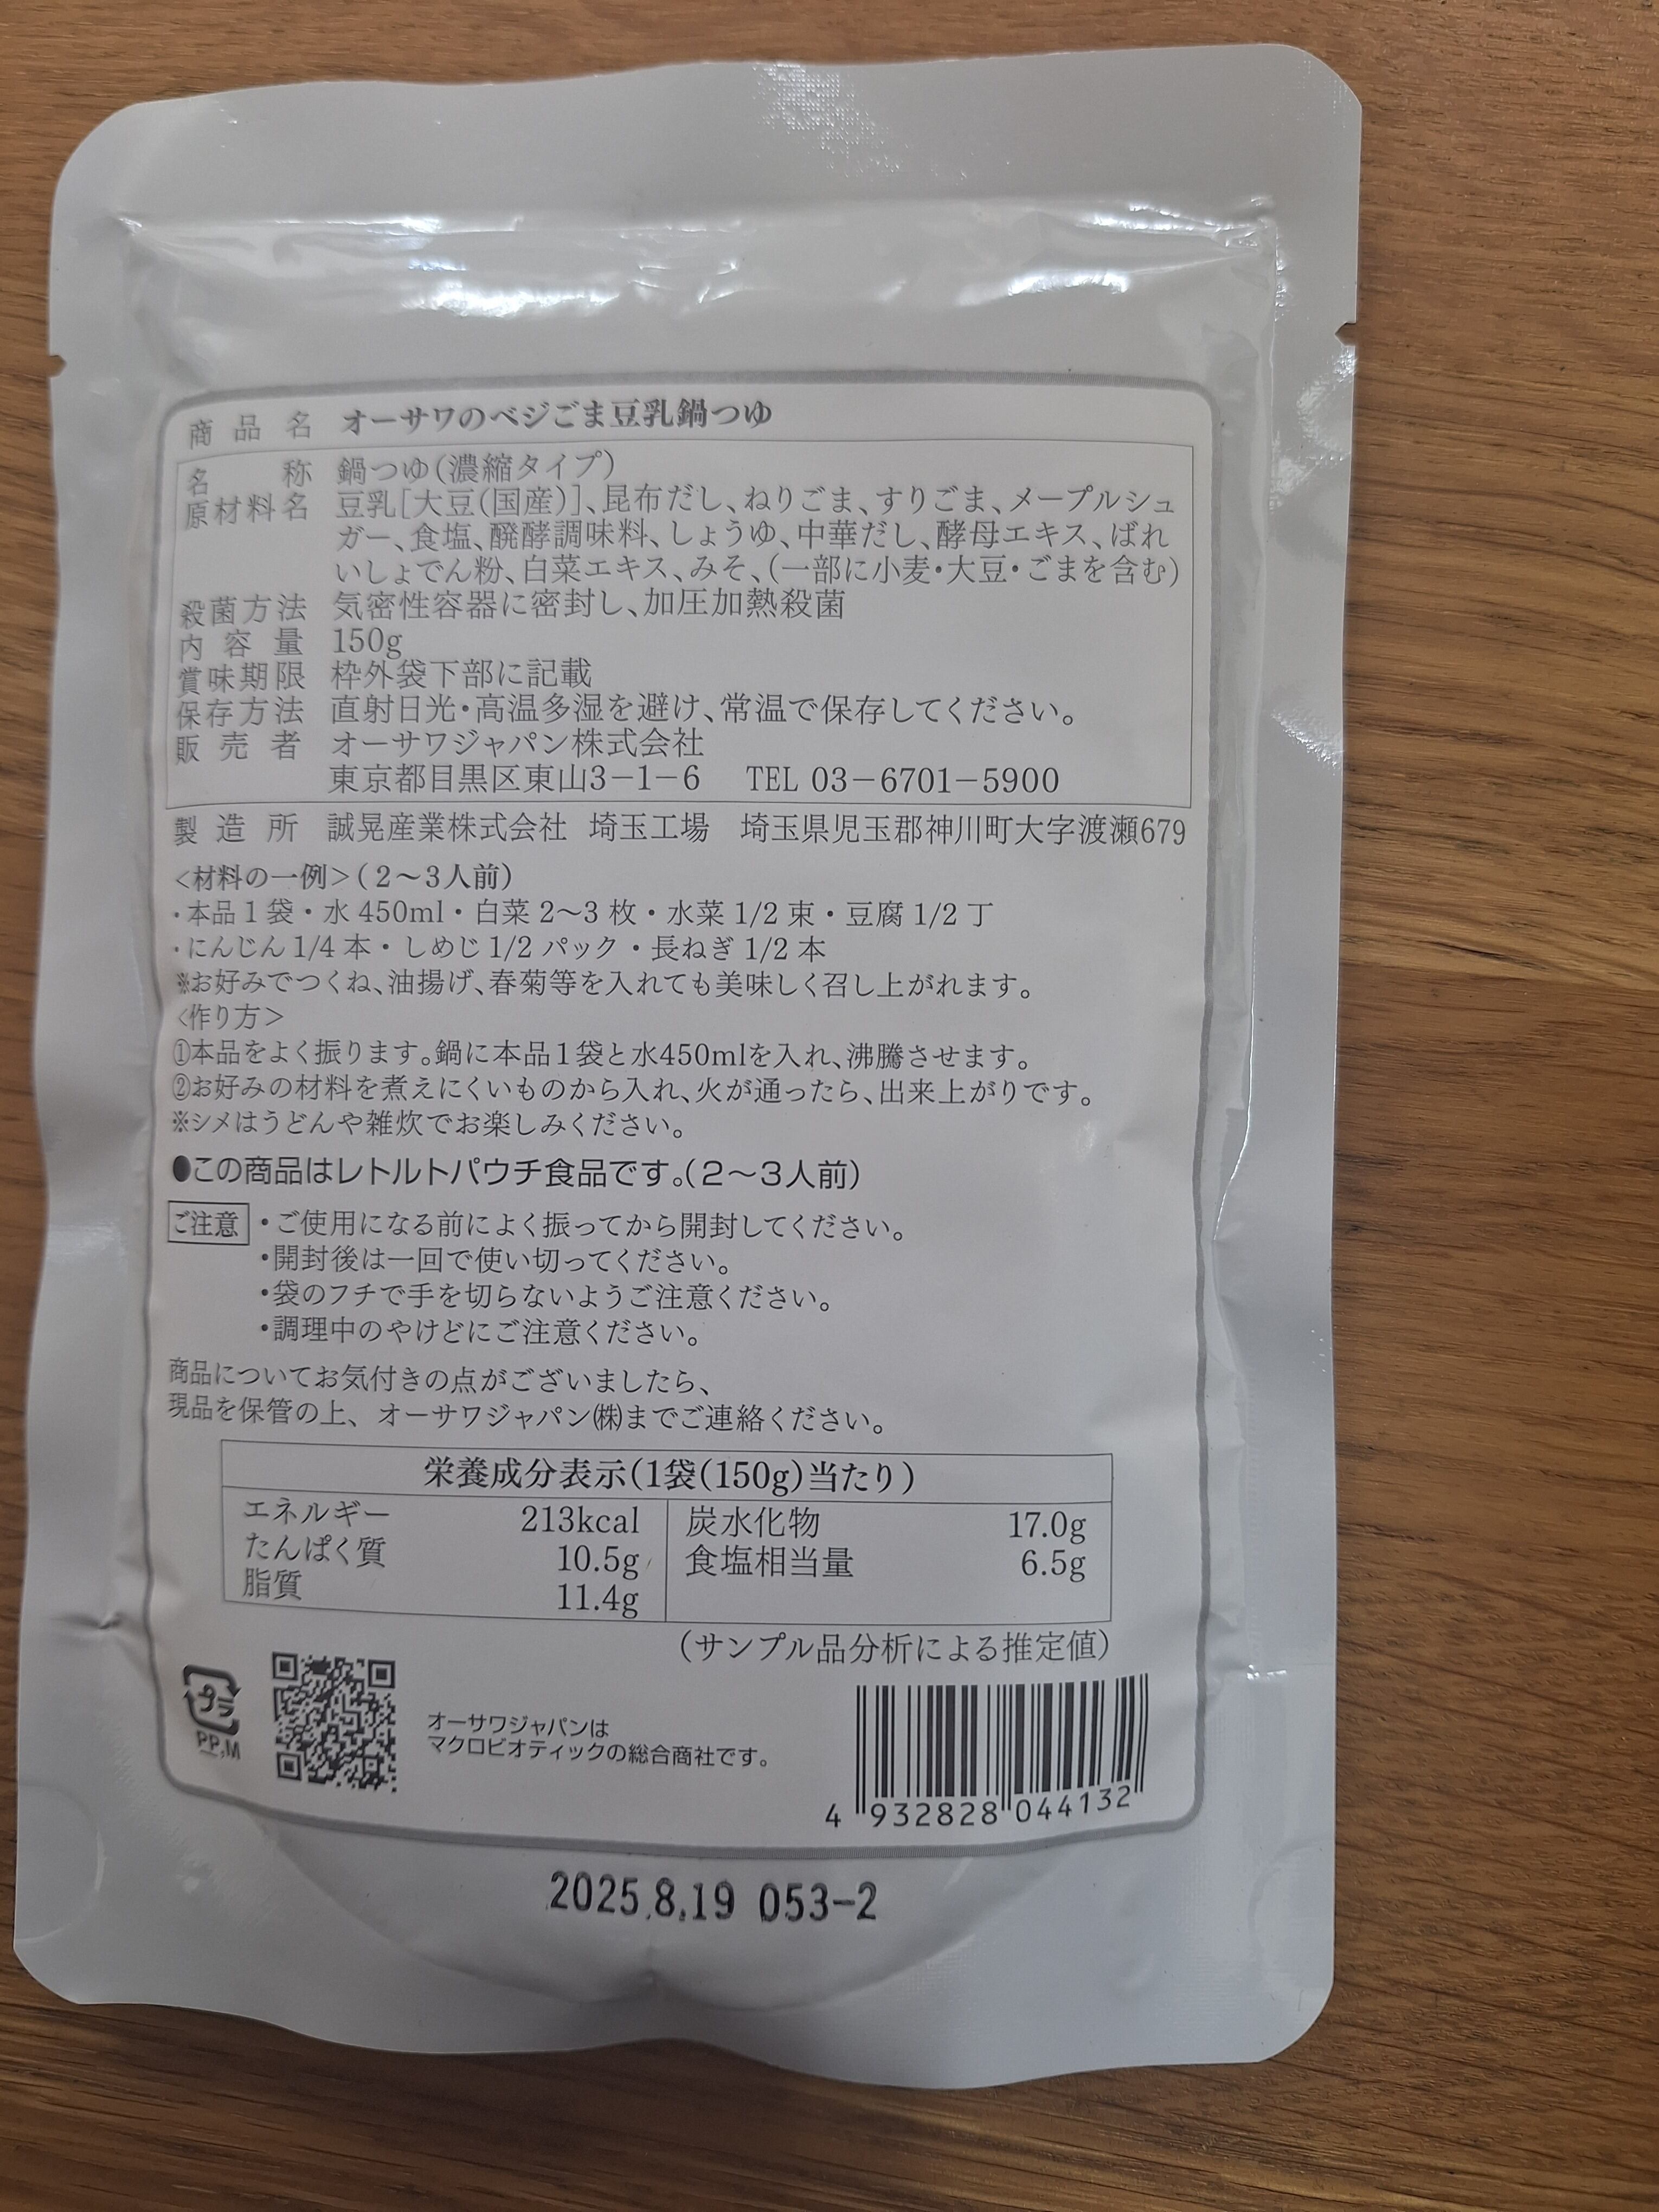 商品名 オーサワのベジごま豆乳鍋つゆ
名称 鍋つゆ(濃縮タイプ)
原材料名 豆乳[大豆(国産)]、昆布だし、ねりごま、すりごま、メープルシュ
ガー、食塩、醗酵調味料、しょうゆ、中華だし、酵母エキス、ばれ
いしょでん粉、白菜エキス、みそ、(一部に小麦・大豆・ごまを含む)
殺菌方法 気密性容器に密封し、加圧加熱殺菌
内容量 150g
賞味期限 枠外袋下部に記載
保存方法 直射日光・高温多湿を避け、常温で保存してください。
販売者 オーサワジャパン株式会社
東京都目黒区東山3-1-6 TEL 03-6701-5900
製造所 誠晃産業株式会社 埼玉工場 埼玉県児玉郡神川町大字渡瀬679
<材料の一例>(2〜3人前)
・本品1袋・水 450ml・白菜 2〜3 枚・水菜 1/2 束・豆腐 1/2 丁
・にんじん 1/4 本・しめじ 1/2 パック・長ねぎ 1/2 本
※お好みでつくね、油揚げ、春菊等を入れても美味しく召し上がれます。
<作り方>
①本品をよく振ります。鍋に本品1袋と水450mlを入れ、沸騰させます。
②お好みの材料を煮えにくいものから入れ、火が通ったら、出来上がりです。
※シメはうどんや雑炊でお楽しみください。
●この商品はレトルトパウチ食品です。(2〜3人前)
ご注意 ・ご使用になる前によく振ってから開封してください。
・開封後は一回で使い切ってください。
・袋のフチで手を切らないようご注意ください。
・調理中のやけどにご注意ください。
商品についてお気付きの点がございましたら、
現品を保管の上、オーサワジャパン㈱までご連絡ください。
栄養成分表示(1袋(150g)当たり)
エネルギー 213kcal 炭水化物 17.0g
たんぱく質 10.5g 食塩相当量 6.5g
脂質 11.4g
(サンプル品分析による推定値)
プラ
PP,M
オーサワジャパンは
マクロビオティックの総合商社です。
4 932828 044132
2025.8.19 053-2